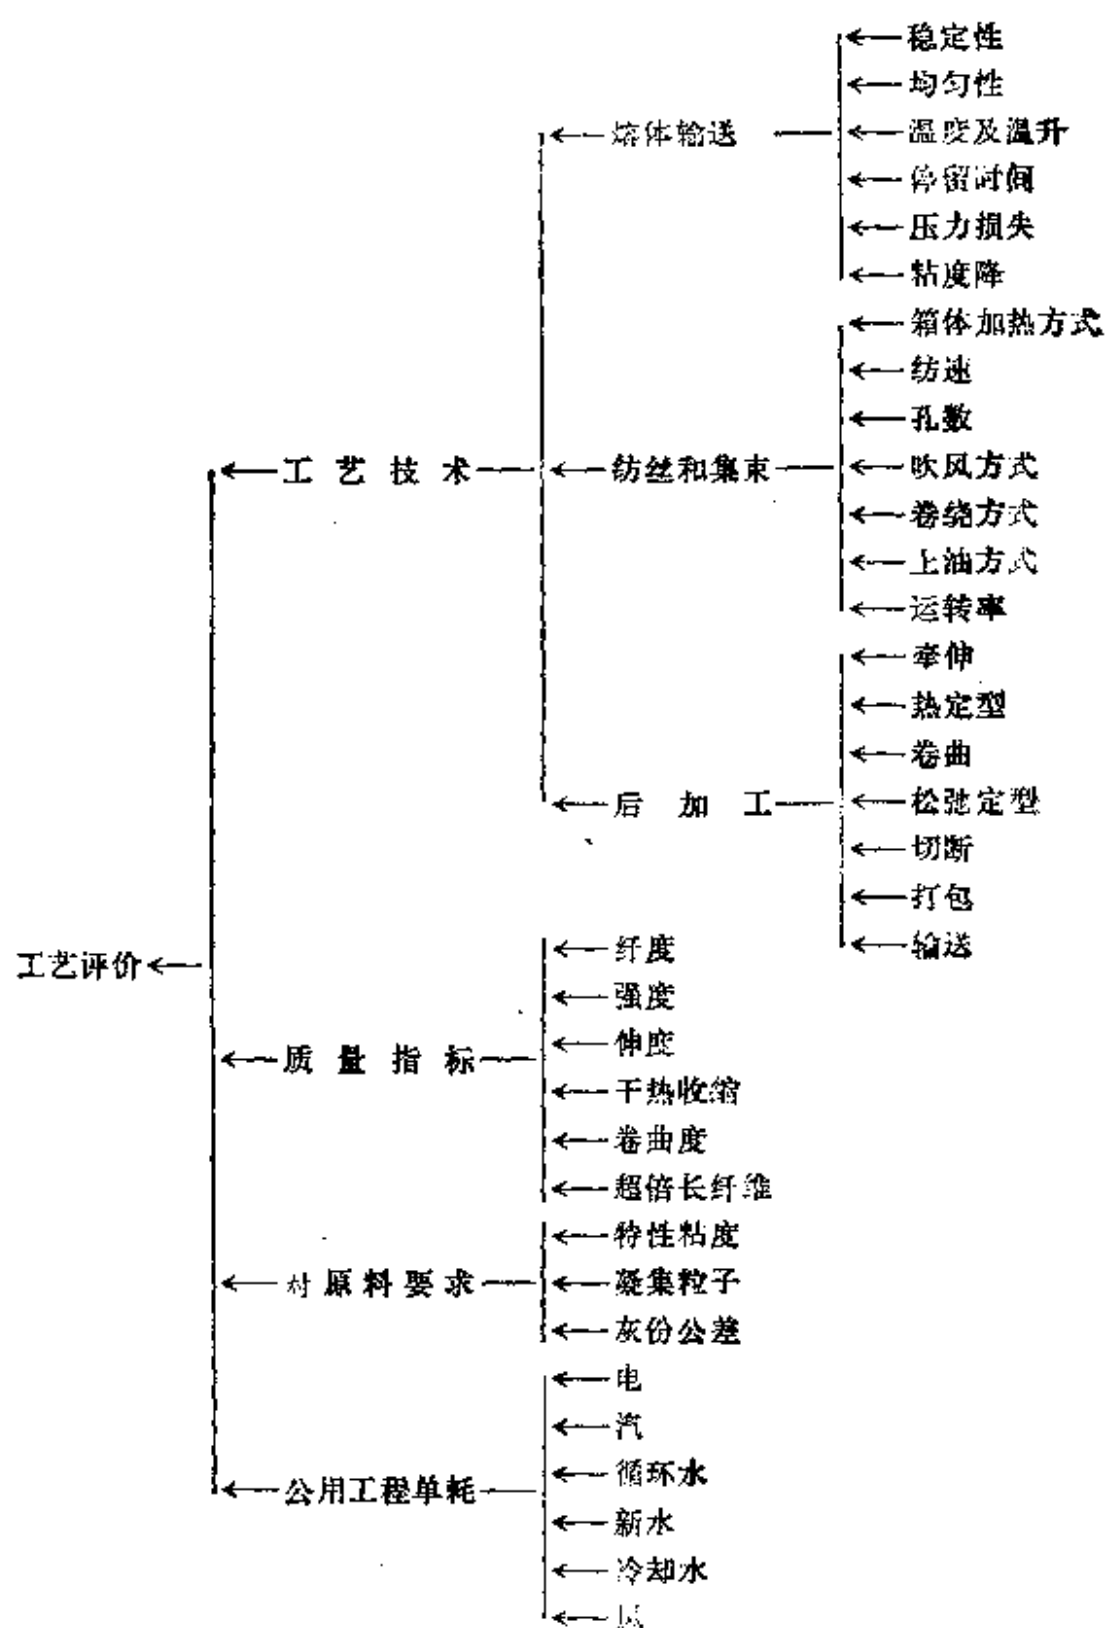 工艺评价
工艺技术
熔体输送
稳定性
均匀性
温度及温升
停留时间
压力损失
粘度降
纺丝和集束
箱体加热方式
纺速
孔数
吹风方式
卷绕方式
上油方式
运转率
后加工
牵伸
热定型
卷曲
松弛定型
切断
打包
输送
质量指标
纤度
强度
伸度
干热收缩
卷曲度
超倍长纤维
对原料要求
特性粘度
凝集粒子
灰份公差
公用工程单耗
电
汽
循环水
新水
冷却水